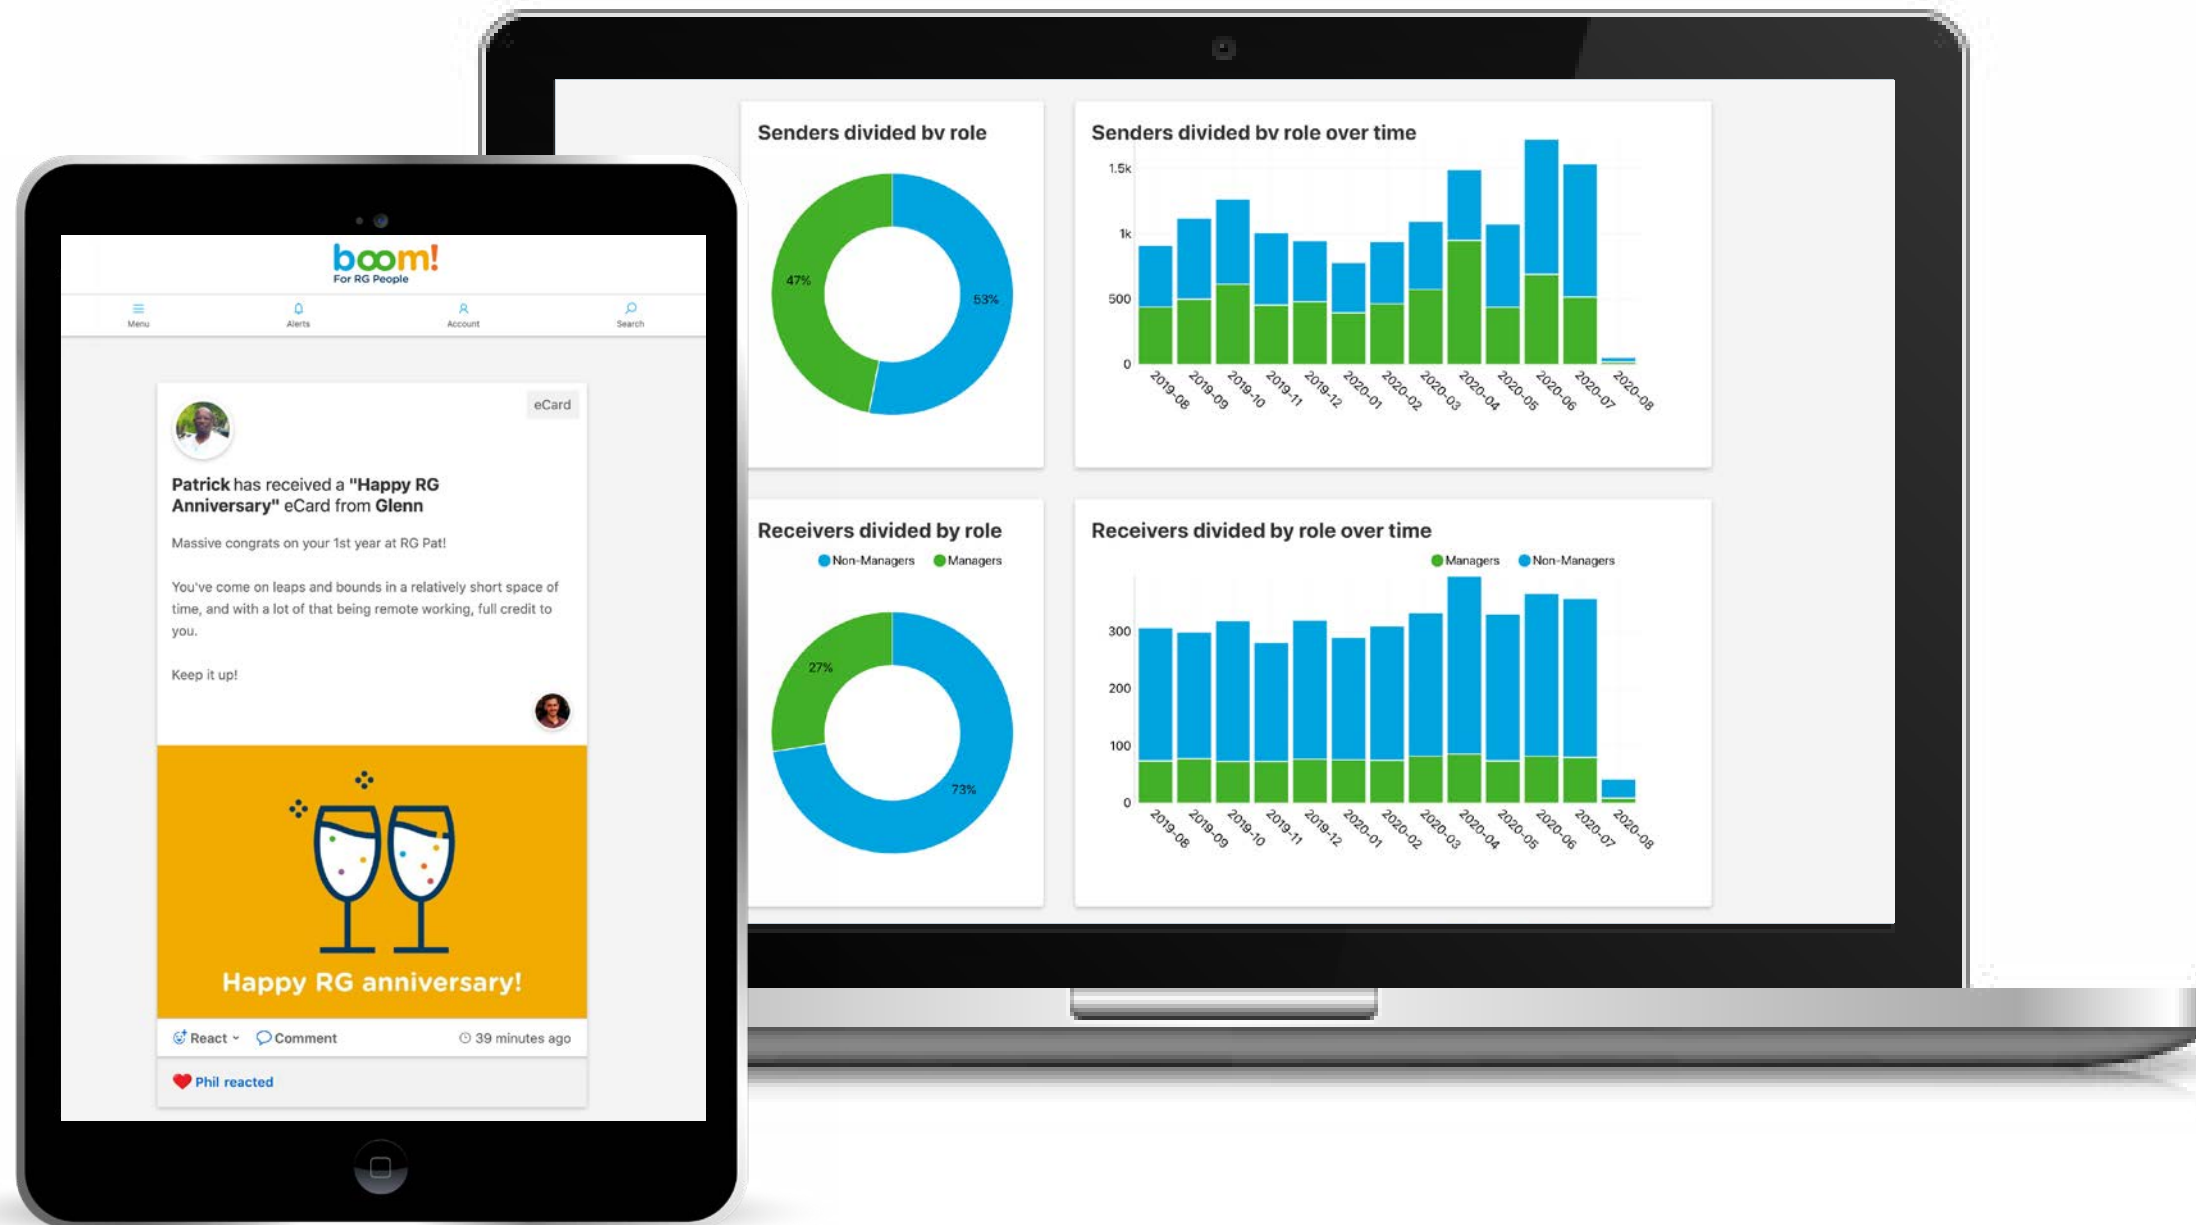 boom!
For RG People
Menu
Alerts
Account
Search
eCard
Patrick has received a "Happy RG
Anniversary" eCard from Glenn
Massive congrats on your 1st year at RG Pat!
You've come on leaps and bounds in a relatively short space of
time, and with a lot of that being remote working, full credit to
you.
Keep it up!
Happy RG anniversary!
React
Comment
39 minutes ago
Phil reacted
Senders divided by role
47%
53%
Senders divided by role over time
1.5k
1k
500
0
2019-08
2019-09
2019-10
2019-11
2019-12
2020-01
2020-02
2020-03
2020-04
2020-05
2020-06
2020-07
2020-08
Receivers divided by role
Non-Managers
Managers
27%
73%
Receivers divided by role over time
Managers
Non-Managers
300
200
100
0
2019-08
2019-09
2019-10
2019-11
2019-12
2020-01
2020-02
2020-03
2020-04
2020-05
2020-06
2020-07
2020-08